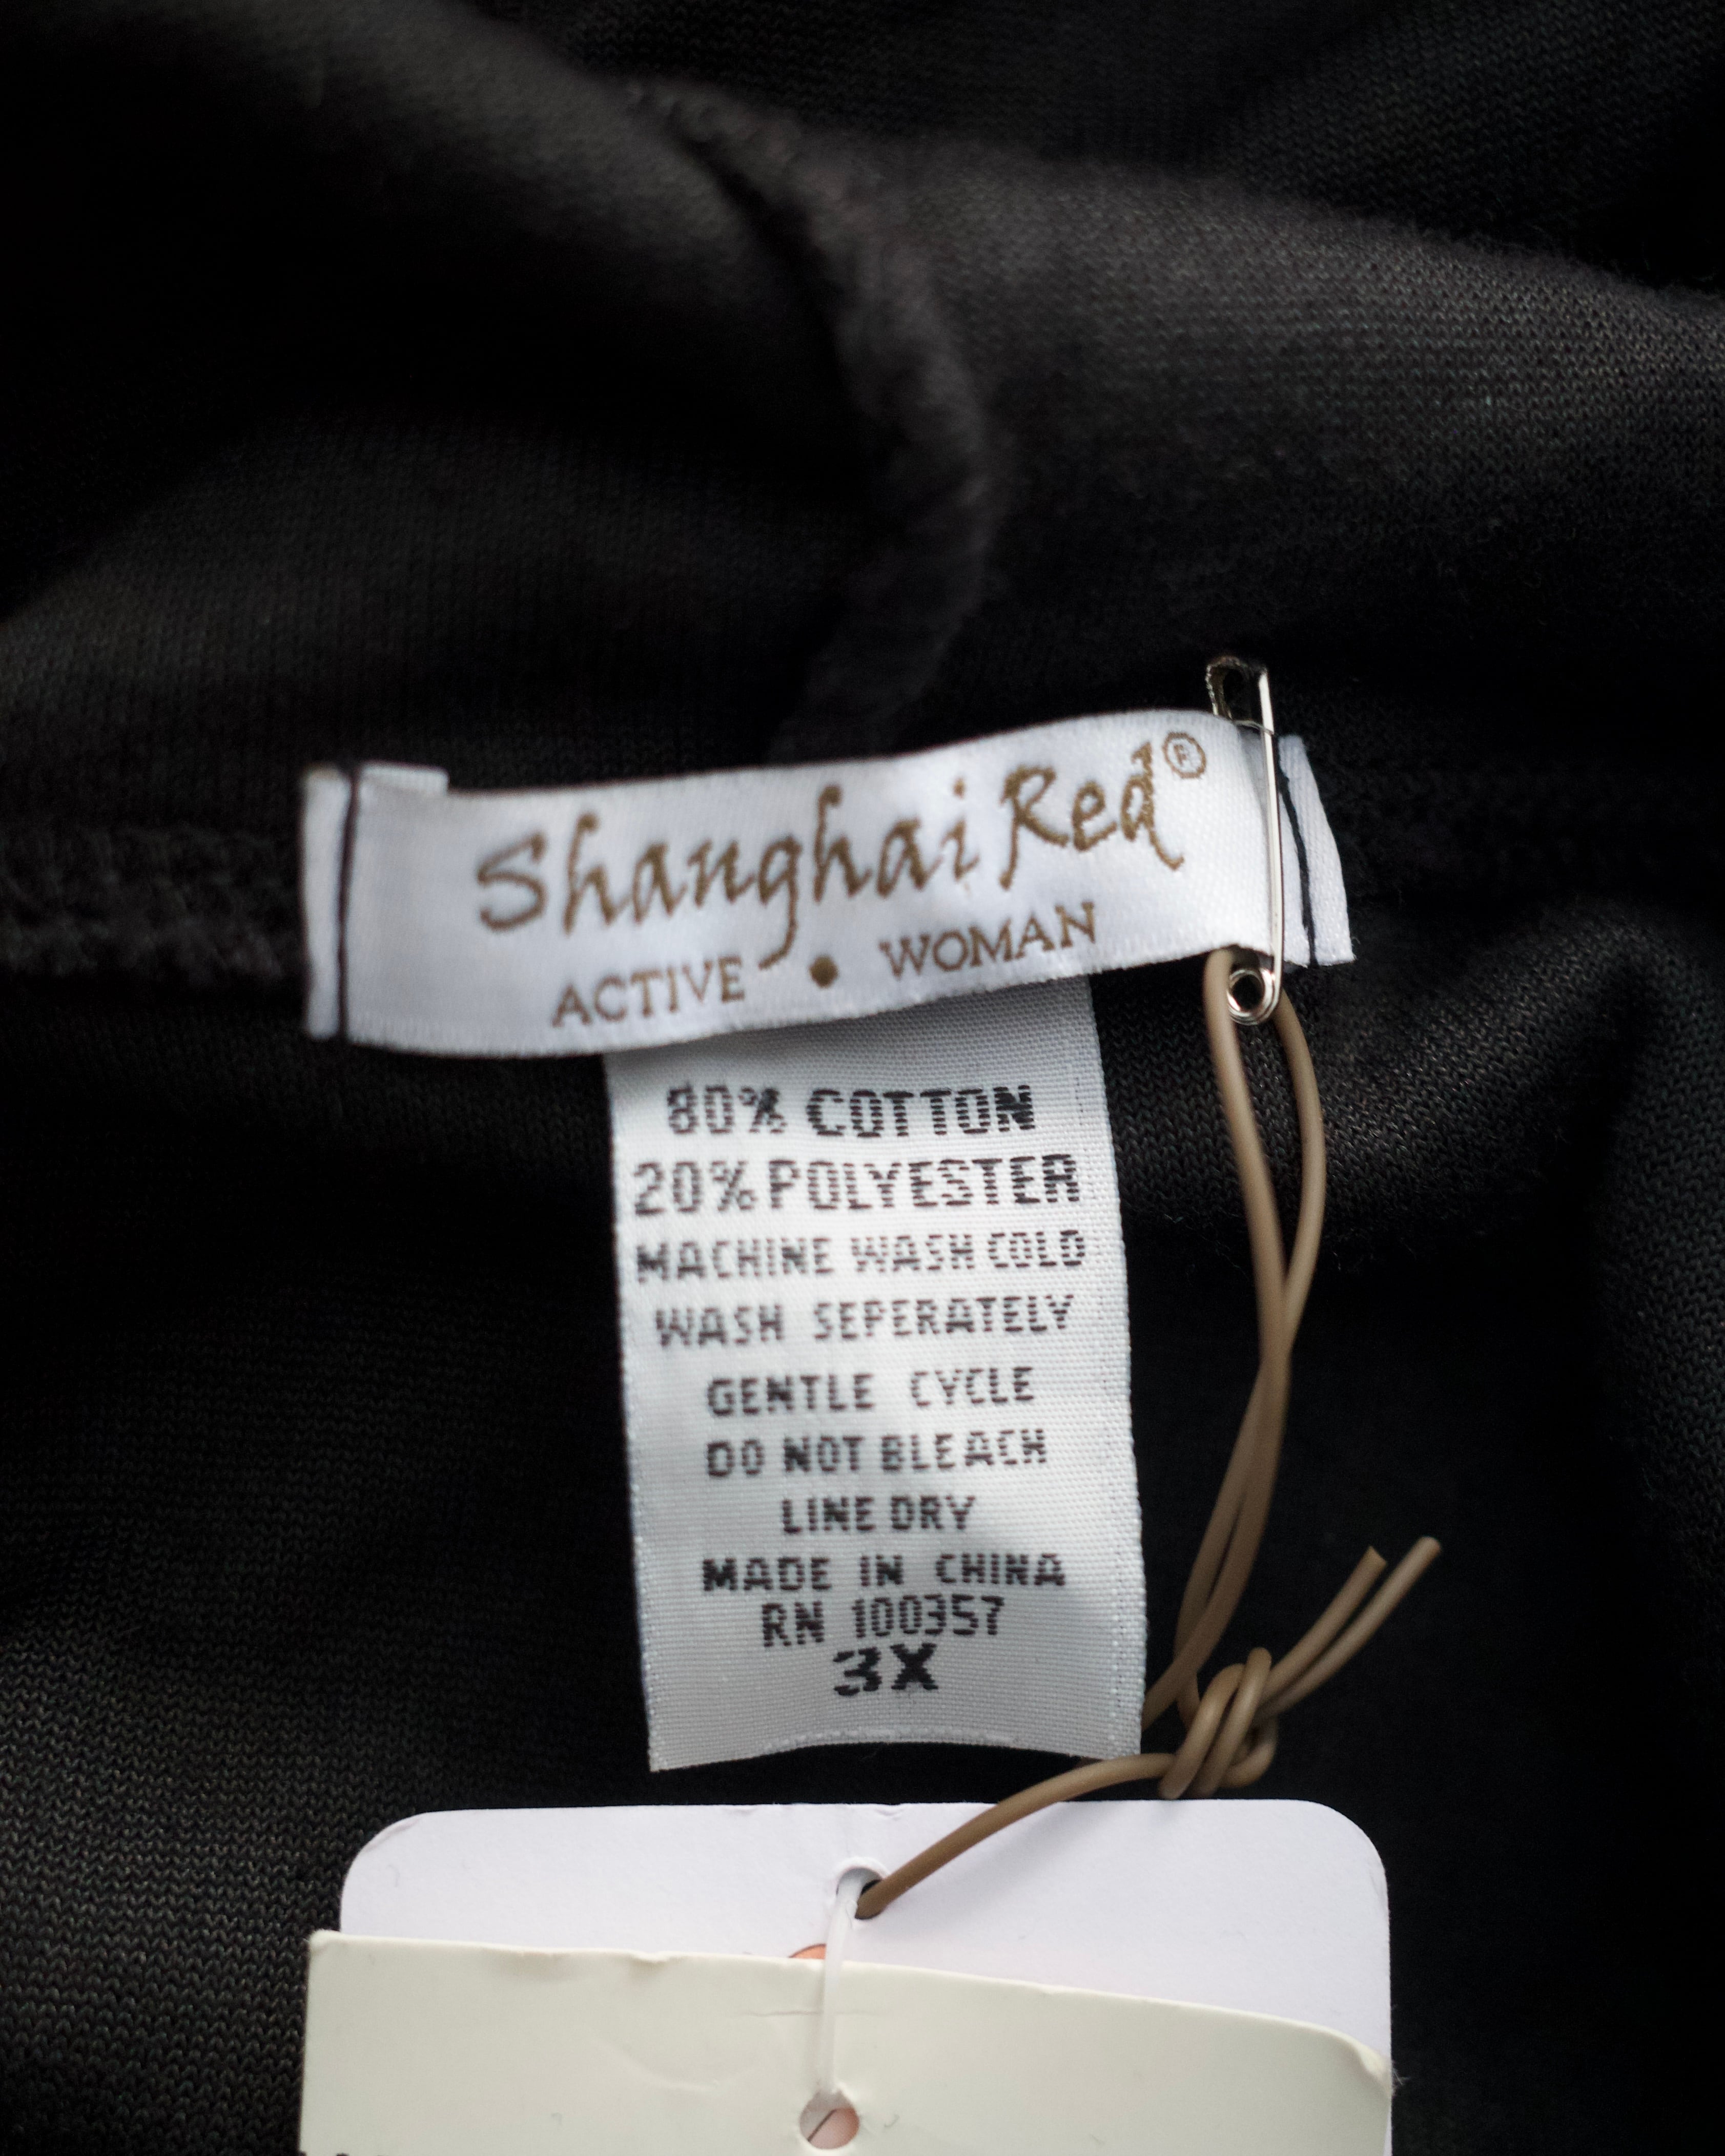 Shanghai Red®
ACTIVE • WOMAN
80% COTTON
20% POLYESTER
MACHINE WASH COLD
WASH SEPERATELY
GENTLE CYCLE
DO NOT BLEACH
LINE DRY
MADE IN CHINA
RN 100357
3X